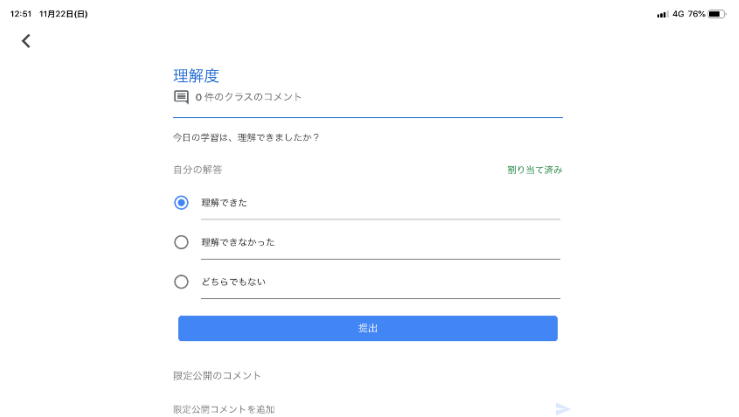 12:51 11月22日(日) 4G 76%
理解度
0 件のクラスのコメント
今日の学習は、理解できましたか？
自分の解答 割り当て済み
理解できた
理解できなかった
どちらでもない
提出
限定公開のコメント
限定公開コメントを追加